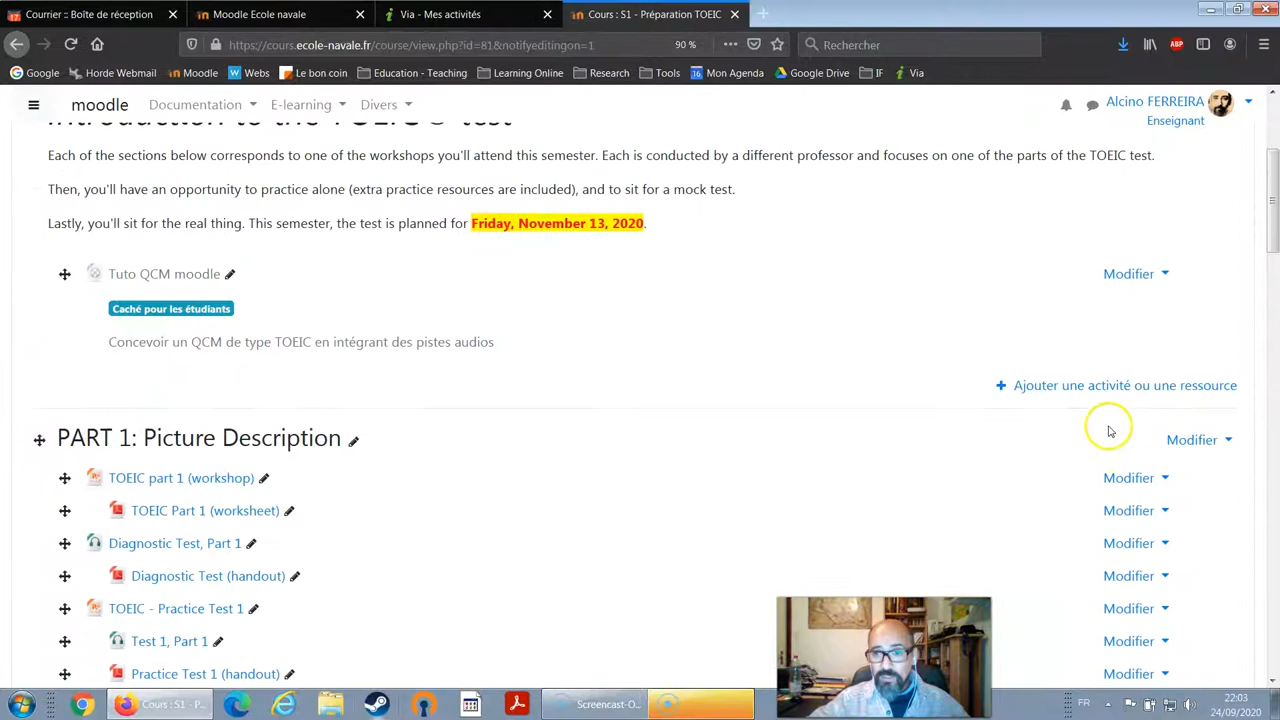 Courrier :: Boîte de réception
Moodle Ecole navale
Via - Mes activités
Cours : S1 - Préparation TOEIC
https://cours.ecole-navale.fr/course/view.php?id=81&notifyeditingon=1
90 %
Rechercher
Google
Horde Webmail
Moodle
Webs
Le bon coin
Education - Teaching
Learning Online
Research
Tools
Mon Agenda
Google Drive
IF
Via
moodle
Documentation
E-learning
Divers
Alcino FERREIRA
Enseignant
Introduction to the TOEIC® test
Each of the sections below corresponds to one of the workshops you'll attend this semester. Each is conducted by a different professor and focuses on one of the parts of the TOEIC test.
Then, you'll have an opportunity to practice alone (extra practice resources are included), and to sit for a mock test.
Lastly, you'll sit for the real thing. This semester, the test is planned for Friday, November 13, 2020.
Tuto QCM moodle
Modifier
Caché pour les étudiants
Concevoir un QCM de type TOEIC en intégrant des pistes audios
Ajouter une activité ou une ressource
PART 1: Picture Description
Modifier
TOEIC part 1 (workshop)
Modifier
TOEIC Part 1 (worksheet)
Modifier
Diagnostic Test, Part 1
Modifier
Diagnostic Test (handout)
Modifier
TOEIC - Practice Test 1
Modifier
Test 1, Part 1
Modifier
Practice Test 1 (handout)
Modifier
Cours : S1 - P...
Screencast-O...
FR
22:03
24/09/2020